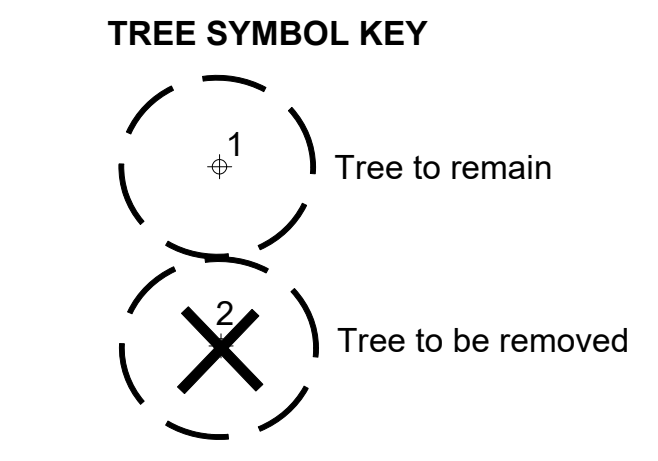 TREE SYMBOL KEY
1
Tree to remain
2
Tree to be removed